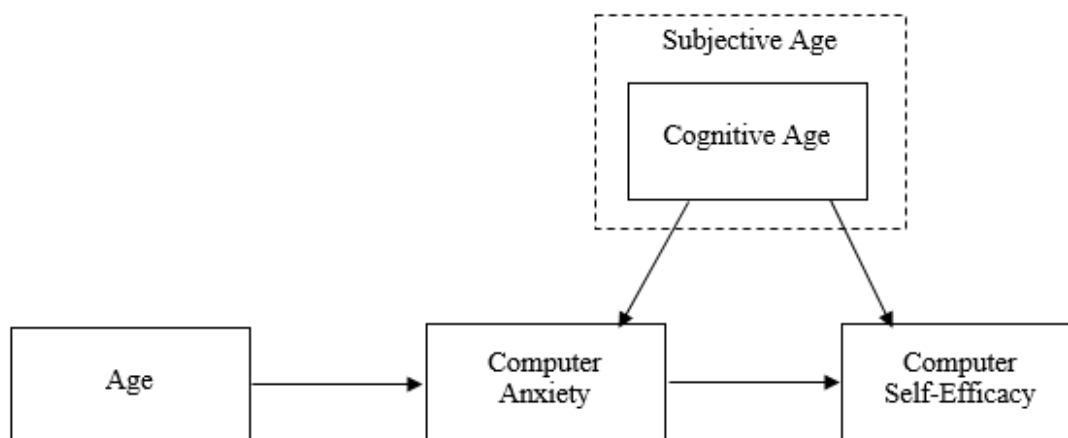 Subjective Age
Cognitive Age
Age
Computer
Anxiety
Computer
Self-Efficacy